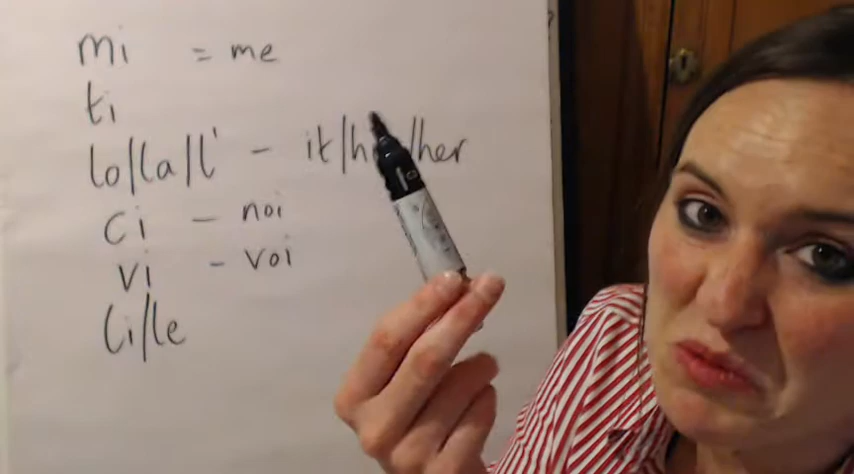 mi = me
ti
lo/la/l' - it/h /her
ci - noi
vi - voi
li/le